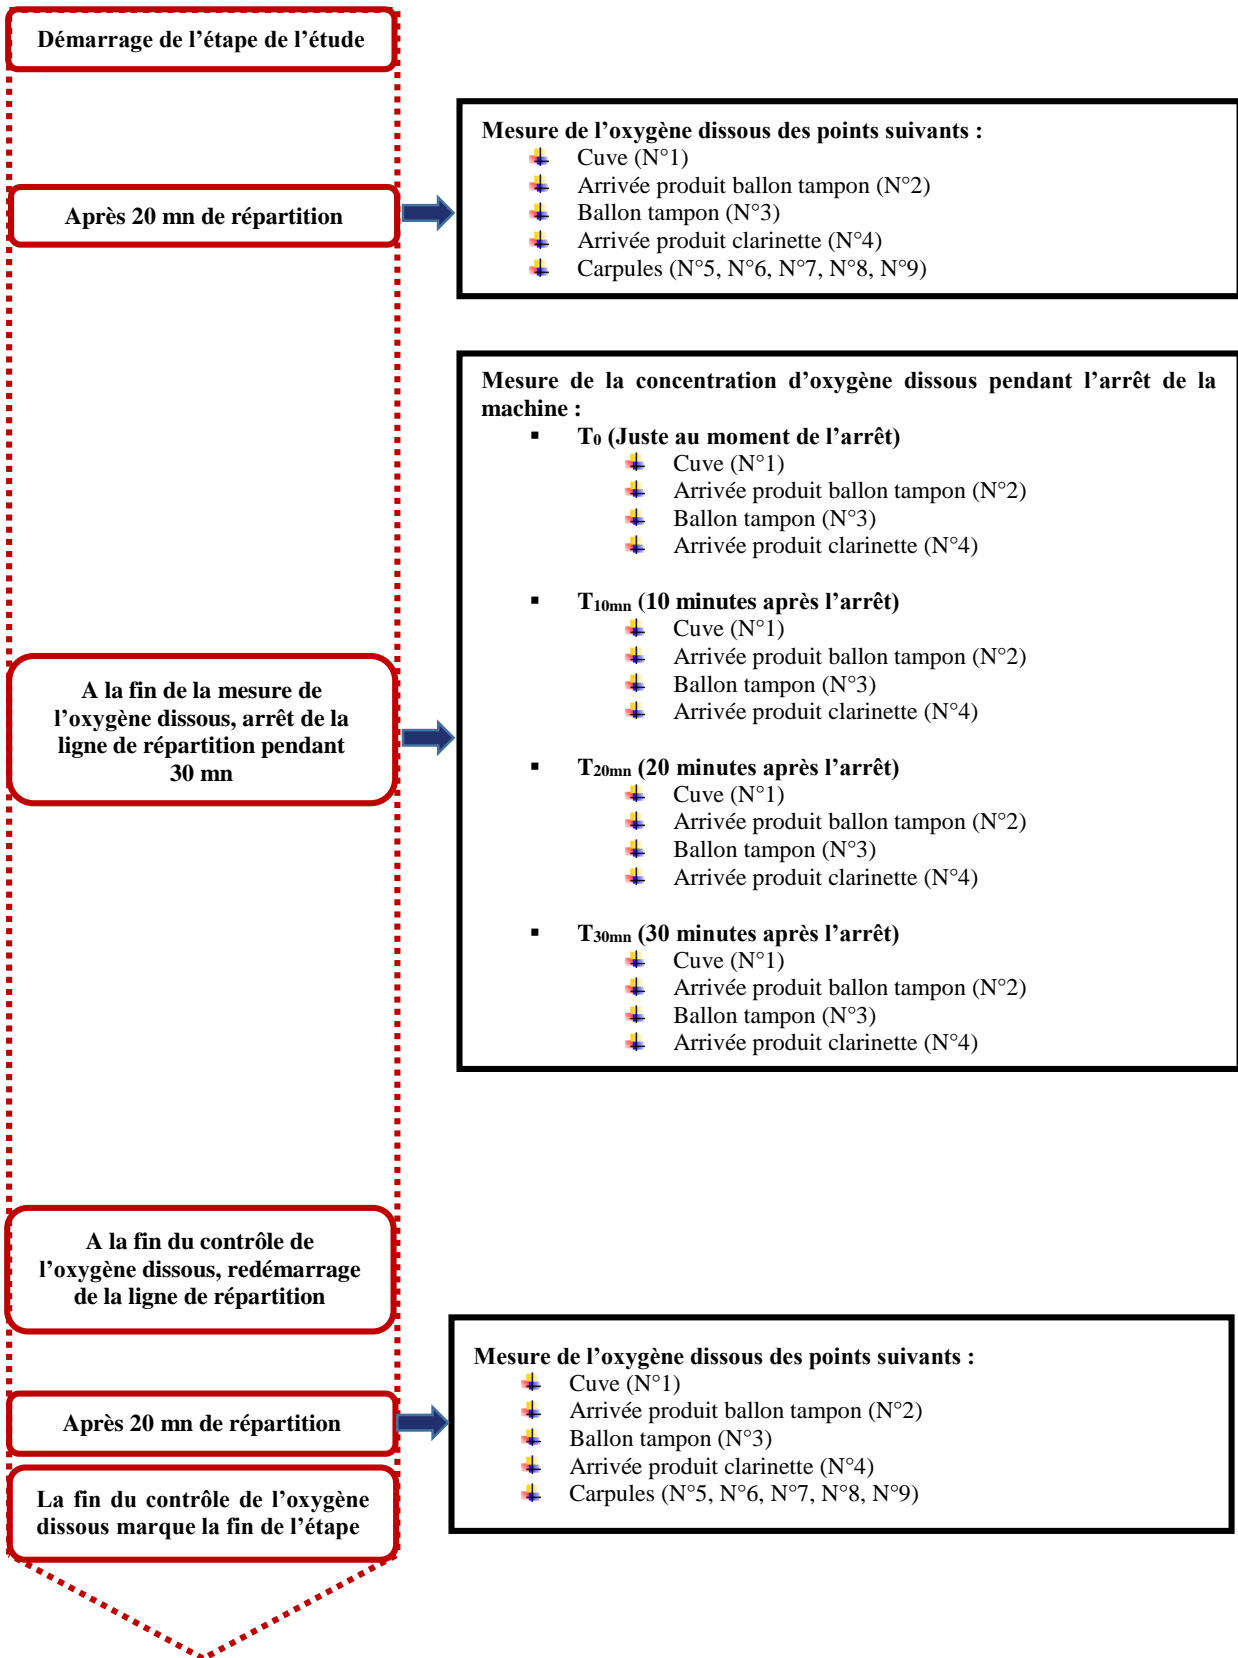 Démarrage de l’étape de l’étude
Après 20 mn de répartition
Mesure de l’oxygène dissous des points suivants :
Cuve (N°1)
Arrivée produit ballon tampon (N°2)
Ballon tampon (N°3)
Arrivée produit clarinette (N°4)
Carpules (N°5, N°6, N°7, N°8, N°9)
A la fin de la mesure de
l’oxygène dissous, arrêt de la
ligne de répartition pendant
30 mn
Mesure de la concentration d’oxygène dissous pendant l’arrêt de la
machine :
▪ T0 (Juste au moment de l’arrêt)
Cuve (N°1)
Arrivée produit ballon tampon (N°2)
Ballon tampon (N°3)
Arrivée produit clarinette (N°4)
▪ T10mn (10 minutes après l’arrêt)
Cuve (N°1)
Arrivée produit ballon tampon (N°2)
Ballon tampon (N°3)
Arrivée produit clarinette (N°4)
▪ T20mn (20 minutes après l’arrêt)
Cuve (N°1)
Arrivée produit ballon tampon (N°2)
Ballon tampon (N°3)
Arrivée produit clarinette (N°4)
▪ T30mn (30 minutes après l’arrêt)
Cuve (N°1)
Arrivée produit ballon tampon (N°2)
Ballon tampon (N°3)
Arrivée produit clarinette (N°4)
A la fin du contrôle de
l’oxygène dissous, redémarrage
de la ligne de répartition
Après 20 mn de répartition
Mesure de l’oxygène dissous des points suivants :
Cuve (N°1)
Arrivée produit ballon tampon (N°2)
Ballon tampon (N°3)
Arrivée produit clarinette (N°4)
Carpules (N°5, N°6, N°7, N°8, N°9)
La fin du contrôle de l’oxygène
dissous marque la fin de l’étape